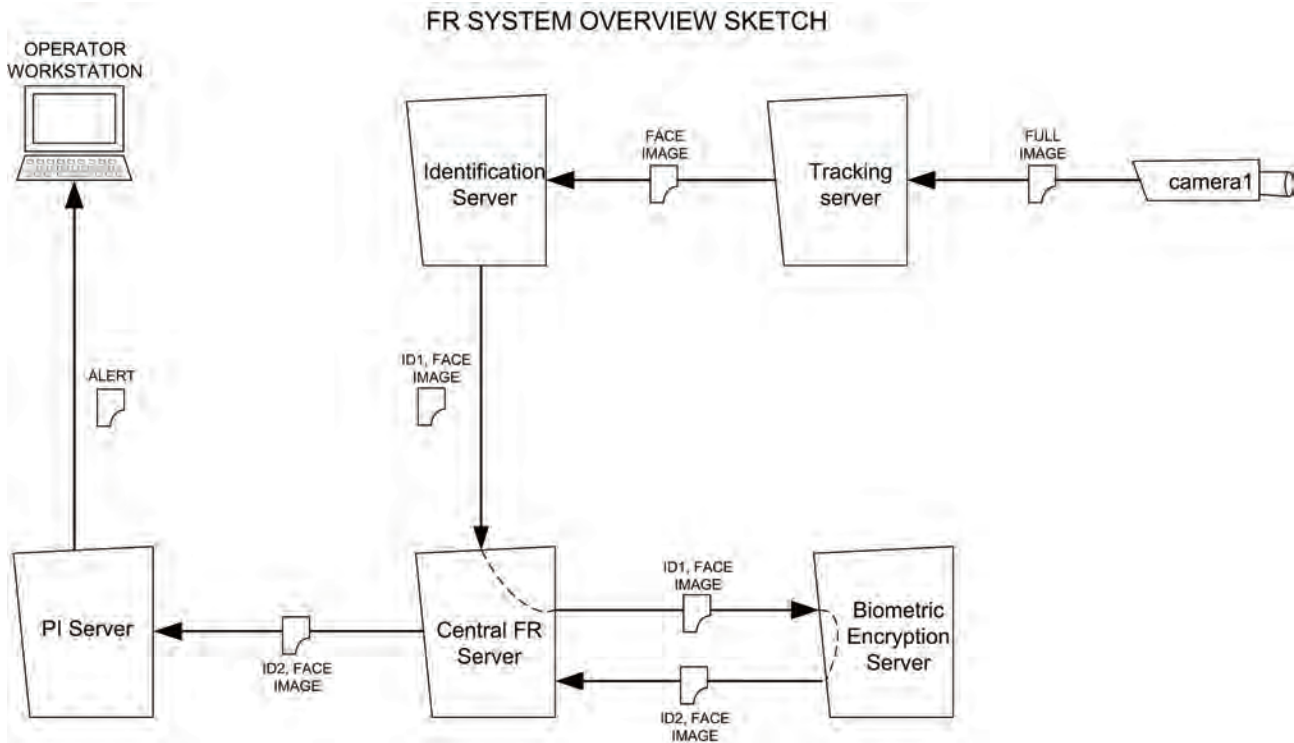 FR SYSTEM OVERVIEW SKETCH
OPERATOR
WORKSTATION
Identification
Server
FACE
IMAGE
Tracking
server
FULL
IMAGE
camera1
ALERT
ID1, FACE
IMAGE
PI Server
ID2, FACE
IMAGE
Central FR
Server
ID1, FACE
IMAGE
ID2, FACE
IMAGE
Biometric
Encryption
Server